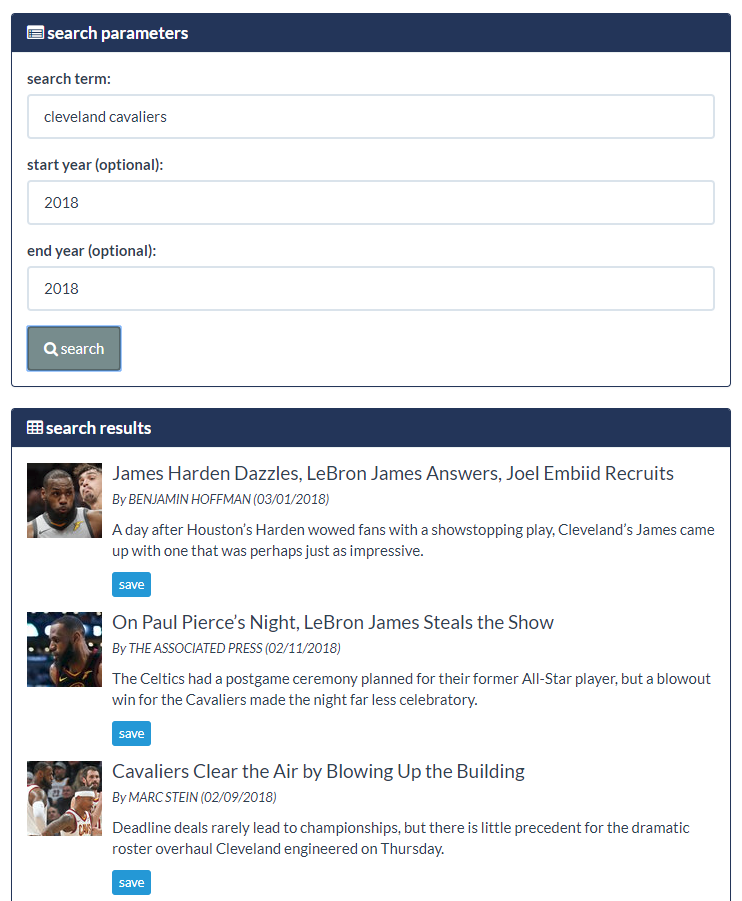 search parameters
search term:
cleveland cavaliers
start year (optional):
2018
end year (optional):
2018
search
search results
James Harden Dazzles, LeBron James Answers, Joel Embiid Recruits
By BENJAMIN HOFFMAN (03/01/2018)
A day after Houston’s Harden wowed fans with a showstopping play, Cleveland’s James came
up with one that was perhaps just as impressive.
save
On Paul Pierce’s Night, LeBron James Steals the Show
By THE ASSOCIATED PRESS (02/11/2018)
The Celtics had a postgame ceremony planned for their former All-Star player, but a blowout
win for the Cavaliers made the night far less celebratory.
save
Cavaliers Clear the Air by Blowing Up the Building
By MARC STEIN (02/09/2018)
Deadline deals rarely lead to championships, but there is little precedent for the dramatic
roster overhaul Cleveland engineered on Thursday.
save